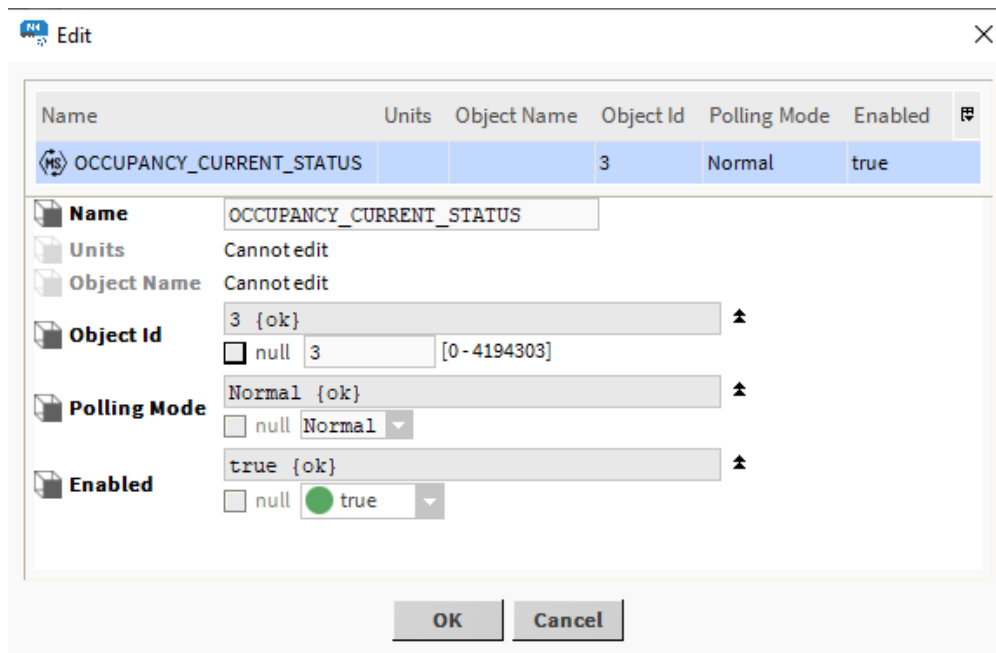 N4 Edit
Name Units Object Name Object Id Polling Mode Enabled
MS OCCUPANCY_CURRENT_STATUS 3 Normal true
Name OCCUPANCY_CURRENT_STATUS
Units Cannot edit
Object Name Cannot edit
Object Id 3 {ok}
null 3 [0 - 4194303]
Polling Mode Normal {ok}
null Normal
Enabled true {ok}
null true
OK Cancel